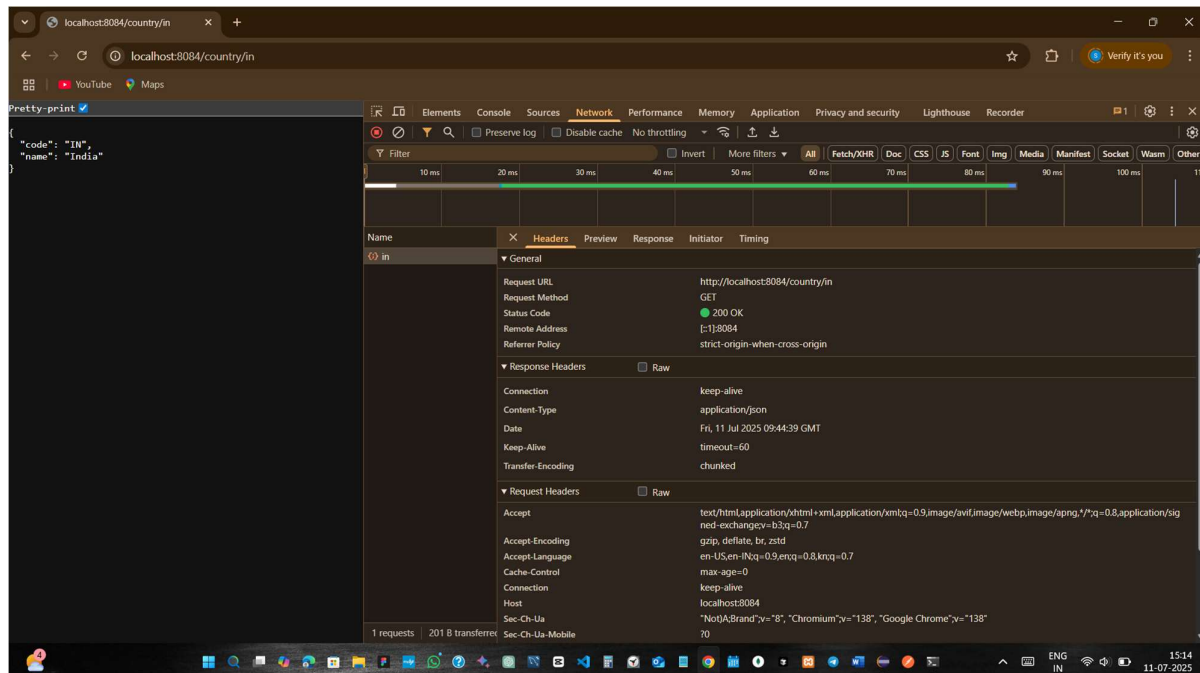 localhost:8084/country/in
localhost:8084/country/in
Verify it's you
YouTube Maps
Pretty-print
{
"code": "IN",
"name": "India"
}
Elements Console Sources Network Performance Memory Application Privacy and security Lighthouse Recorder 1
Preserve log Disable cache No throttling
Filter Invert More filters All Fetch/XHR Doc CSS JS Font Img Media Manifest Socket Wasm Other
10 ms 20 ms 30 ms 40 ms 50 ms 60 ms 70 ms 80 ms 90 ms 100 ms
Name Headers Preview Response Initiator Timing
in
General
Request URL http://localhost:8084/country/in
Request Method GET
Status Code 200 OK
Remote Address [::1]:8084
Referrer Policy strict-origin-when-cross-origin
Response Headers Raw
Connection keep-alive
Content-Type application/json
Date Fri, 11 Jul 2025 09:44:39 GMT
Keep-Alive timeout=60
Transfer-Encoding chunked
Request Headers Raw
Accept text/html,application/xhtml+xml,application/xml;q=0.9,image/avif,image/webp,image/apng,*/*;q=0.8,application/sig
ned-exchange;v=b3;q=0.7
Accept-Encoding gzip, deflate, br, zstd
Accept-Language en-US,en-IN;q=0.9,en;q=0.8,kn;q=0.7
Cache-Control max-age=0
Connection keep-alive
Host localhost:8084
Sec-Ch-Ua "Not)A;Brand";v="8", "Chromium";v="138", "Google Chrome";v="138"
Sec-Ch-Ua-Mobile ?0
1 requests 201 B transferred
4
ENG
IN
15:14
11-07-2025